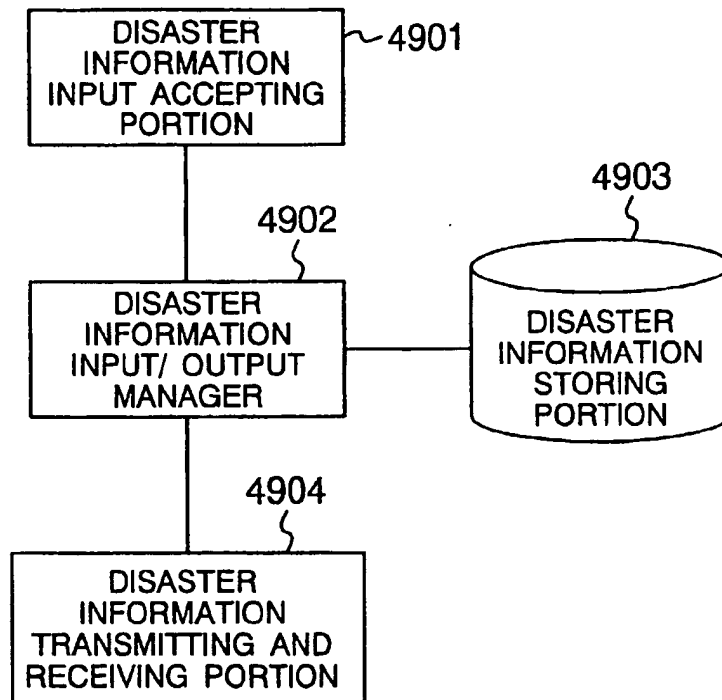 DISASTER
INFORMATION
INPUT ACCEPTING
PORTION
4901
4902
DISASTER
INFORMATION
INPUT/ OUTPUT
MANAGER
4903
DISASTER
INFORMATION
STORING
PORTION
4904
DISASTER
INFORMATION
TRANSMITTING AND
RECEIVING PORTION